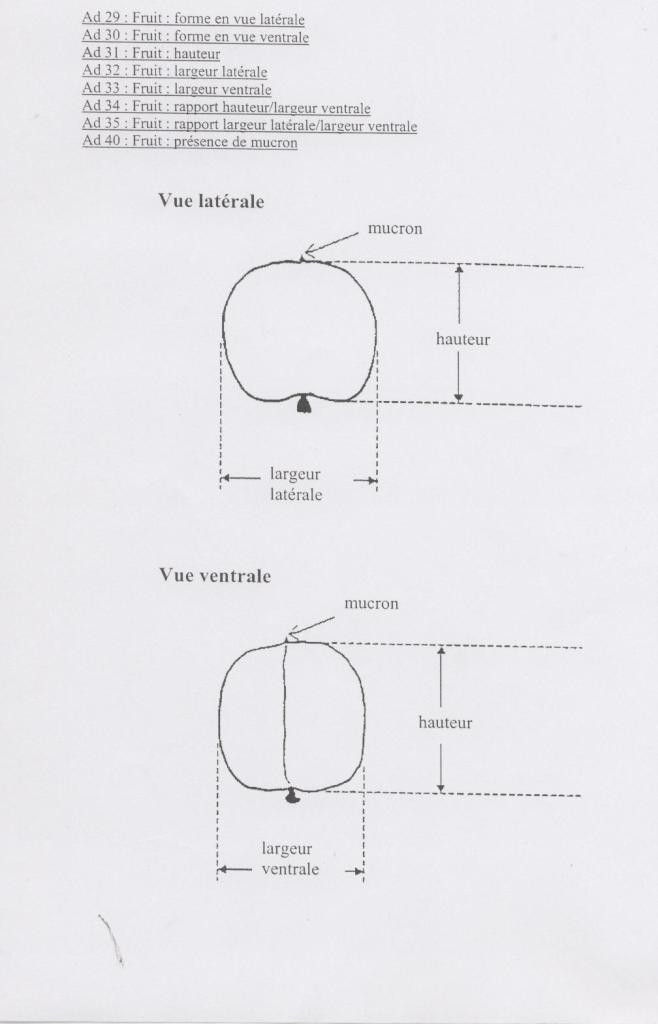 Ad 29 : Fruit : forme en vue latérale
Ad 30 : Fruit : forme en vue ventrale
Ad 31 : Fruit : hauteur
Ad 32 : Fruit : largeur latérale
Ad 33 : Fruit : largeur ventrale
Ad 34 : Fruit : rapport hauteur/largeur ventrale
Ad 35 : Fruit : rapport largeur latérale/largeur ventrale
Ad 40 : Fruit : présence de mucron
Vue latérale
mucron
hauteur
largeur
latérale
Vue ventrale
mucron
hauteur
largeur
ventrale